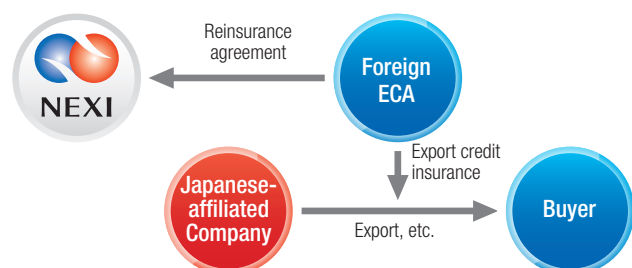 Reinsurance
agreement
NEXI
Foreign
ECA
Export credit
insurance
Japanese-
affiliated
Company
Export, etc.
Buyer